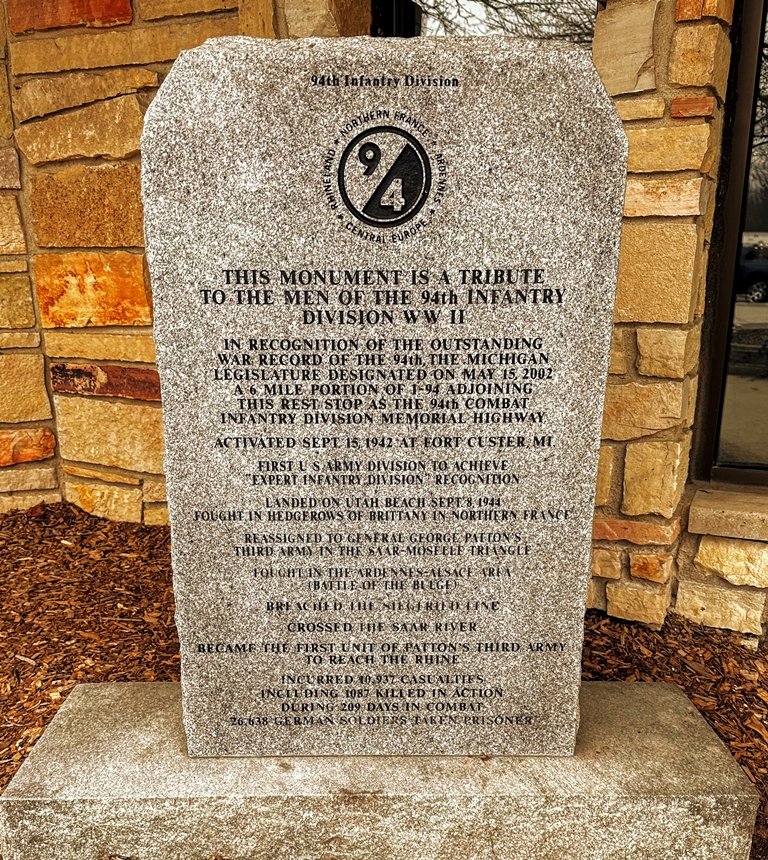 94th Infantry Division
RHINELAND • NORTHERN FRANCE • ARDENNES • CENTRAL EUROPE
9/4
THIS MONUMENT IS A TRIBUTE
TO THE MEN OF THE 94th INFANTRY
DIVISION WW II
IN RECOGNITION OF THE OUTSTANDING
WAR RECORD OF THE 94th, THE MICHIGAN
LEGISLATURE DESIGNATED ON MAY 15, 2002
A 6 MILE PORTION OF I-94 ADJOINING
THIS REST STOP AS THE 94th COMBAT
INFANTRY DIVISION MEMORIAL HIGHWAY
ACTIVATED SEPT. 15, 1942 AT FORT CUSTER, MI
FIRST U S ARMY DIVISION TO ACHIEVE
"EXPERT INFANTRY DIVISION" RECOGNITION
LANDED ON UTAH BEACH SEPT. 8, 1944
FOUGHT IN HEDGEROWS OF BRITTANY IN NORTHERN FRANCE
REASSIGNED TO GENERAL GEORGE PATTON'S
THIRD ARMY IN THE SAAR-MOSELLE TRIANGLE
FOUGHT IN THE ARDENNES-ALSACE AREA
(BATTLE OF THE BULGE)
BREACHED THE SIEGFRIED LINE
CROSSED THE SAAR RIVER
BECAME THE FIRST UNIT OF PATTON'S THIRD ARMY
TO REACH THE RHINE
INCURRED 10,937 CASUALTIES
INCLUDING 1087 KILLED IN ACTION
DURING 209 DAYS IN COMBAT
26,638 GERMAN SOLDIERS TAKEN PRISONER